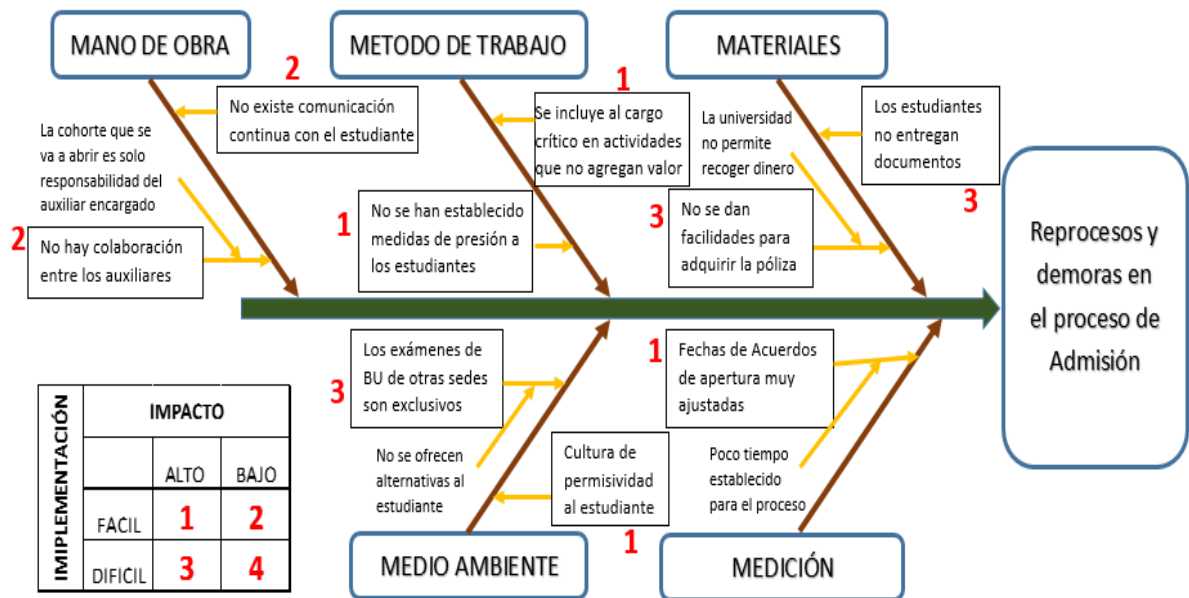 MANO DE OBRA
METODO DE TRABAJO
MATERIALES
2
No existe comunicación
continua con el estudiante
La cohorte que se
va a abrir es solo
responsabilidad del
auxiliar encargado
2
No hay colaboración
entre los auxiliares
1
Se incluye al cargo
crítico en actividades
que no agregan valor
1
No se han establecido
medidas de presión a
los estudiantes
La universidad
no permite
recoger dinero
Los estudiantes
no entregan
documentos
3
3
No se dan
facilidades para
adquirir la póliza
Reprocesos y
demoras en
el proceso de
Admisión
3
Los exámenes de
BU de otras sedes
son exclusivos
No se ofrecen
alternativas al
estudiante
Cultura de
permisividad
al estudiante
1
1
Fechas de Acuerdos
de apertura muy
ajustadas
Poco tiempo
establecido
para el proceso
MEDIO AMBIENTE
MEDICIÓN
IMIPLEMENTACIÓN
IMPACTO
ALTO BAJO
FACIL 1 2
DIFICIL 3 4